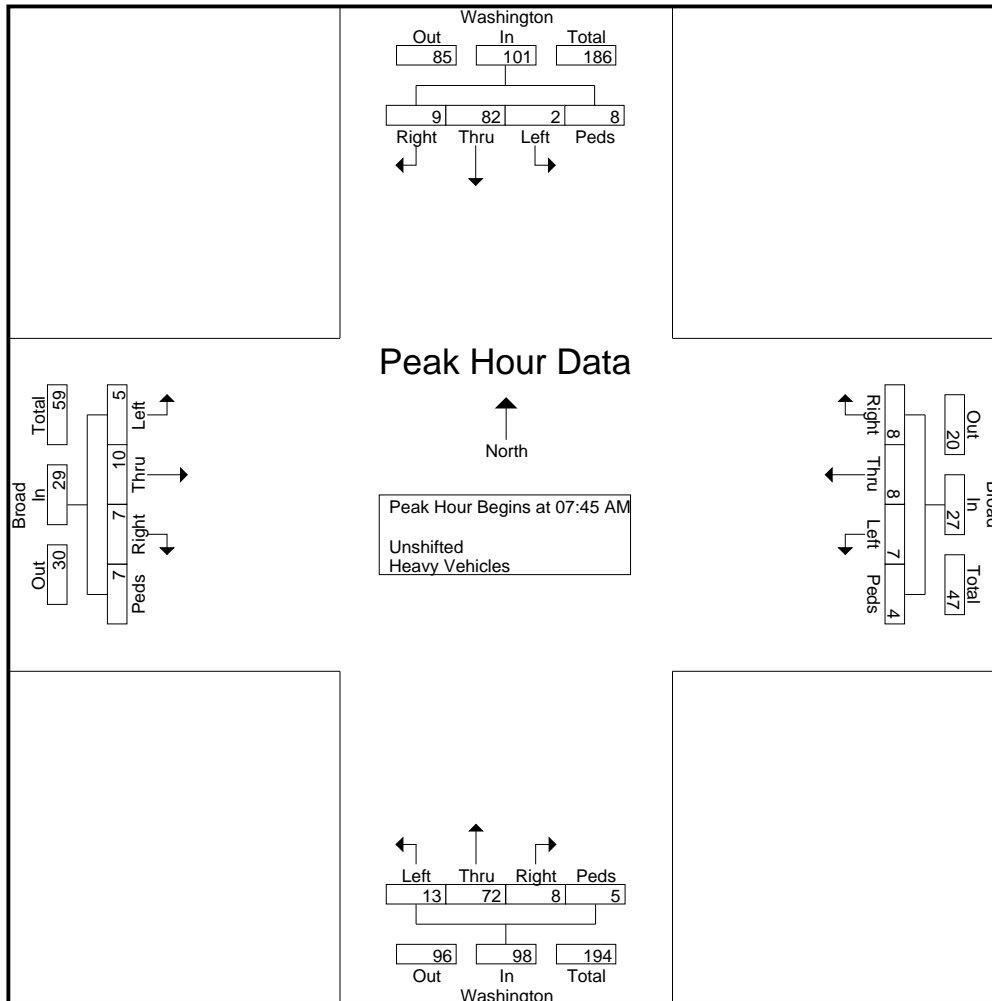 Washington
Out In Total
85 101 186
9 82 2 8
Right Thru Left Peds
Peak Hour Data
North
Peak Hour Begins at 07:45 AM
Unshifted
Heavy Vehicles
Broad
Out In Total
30 29 59
5 10 7 7
Left Thru Right Peds
Broad
Out In Total
20 27 47
8 8 7 4
Right Thru Left Peds
Left Thru Right Peds
13 72 8 5
96 98 194
Out In Total
Washington